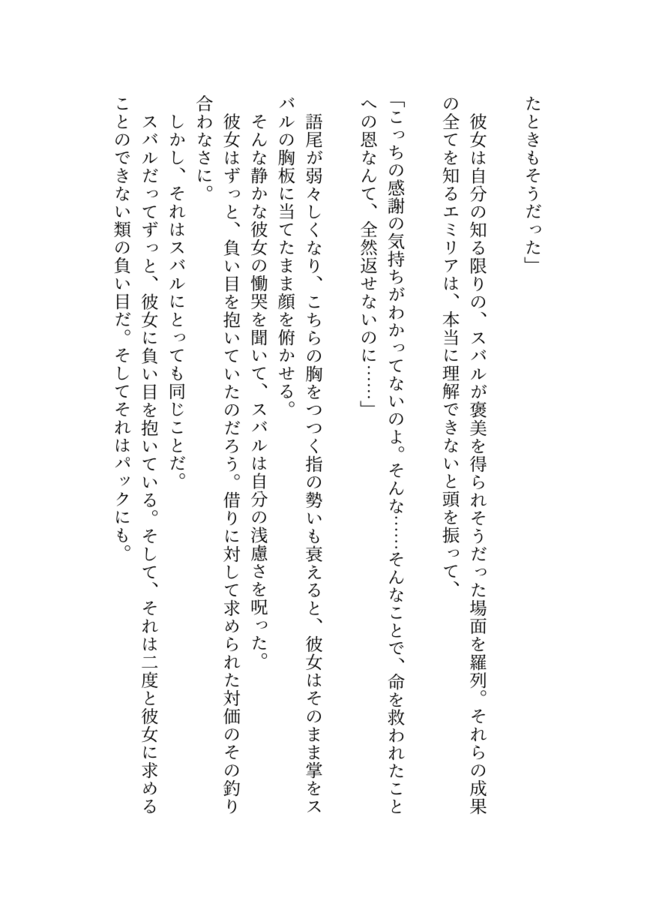 たときもそうだった」
　彼女は自分の知る限りの、スバルが褒美を得られそうだった場面を羅列。それらの成果
の全てを知るエミリアは、本当に理解できないと頭を振って、
「こっちの感謝の気持ちがわかってないのよ。そんな……そんなことで、命を救われたこと
への恩なんて、全然返せないのに……」
　語尾が弱々しくなり、こちらの胸をつつく指の勢いも衰えると、彼女はそのまま掌をス
バルの胸板に当てたまま顔を俯かせる。
　そんな静かな彼女の慟哭を聞いて、スバルは自分の浅慮さを呪った。
　彼女はずっと、負い目を抱いていたのだろう。借りに対して求められた対価のその釣り
合わなさに。
　しかし、それはスバルにとっても同じことだ。
　スバルだってずっと、彼女に負い目を抱いている。そして、それは二度と彼女に求める
ことのできない類の負い目だ。そしてそれはパックにも。